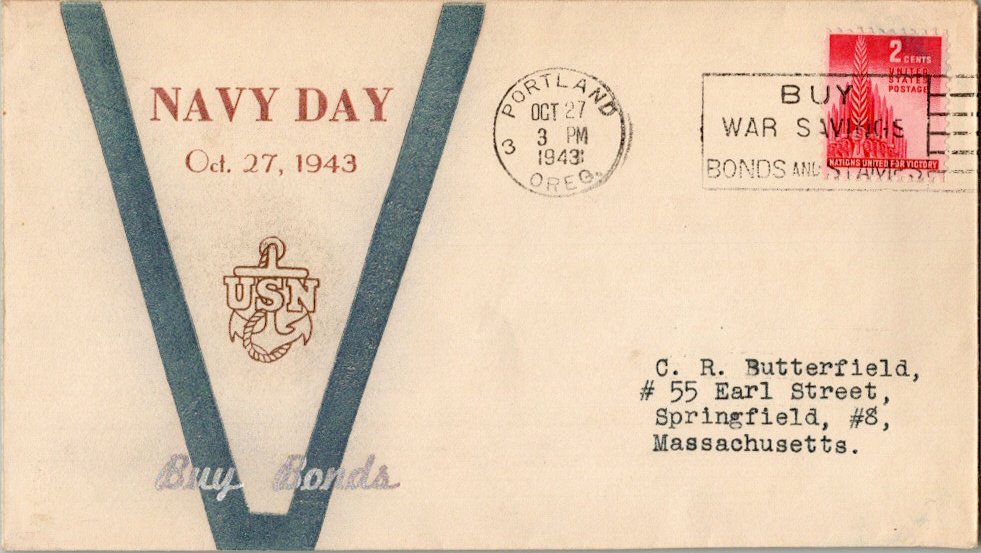 NAVY DAY
Oct. 27, 1943
USN
Buy Bonds
PORTLAND
OCT 27
3 PM
1943
3
OREG.
BUY
WAR SAVINGS
BONDS AND STAMPS
2 CENTS
UNITED
STATES
POSTAGE
NATIONS UNITED FOR VICTORY
C. R. Butterfield,
# 55 Earl Street,
Springfield, #8,
Massachusetts.